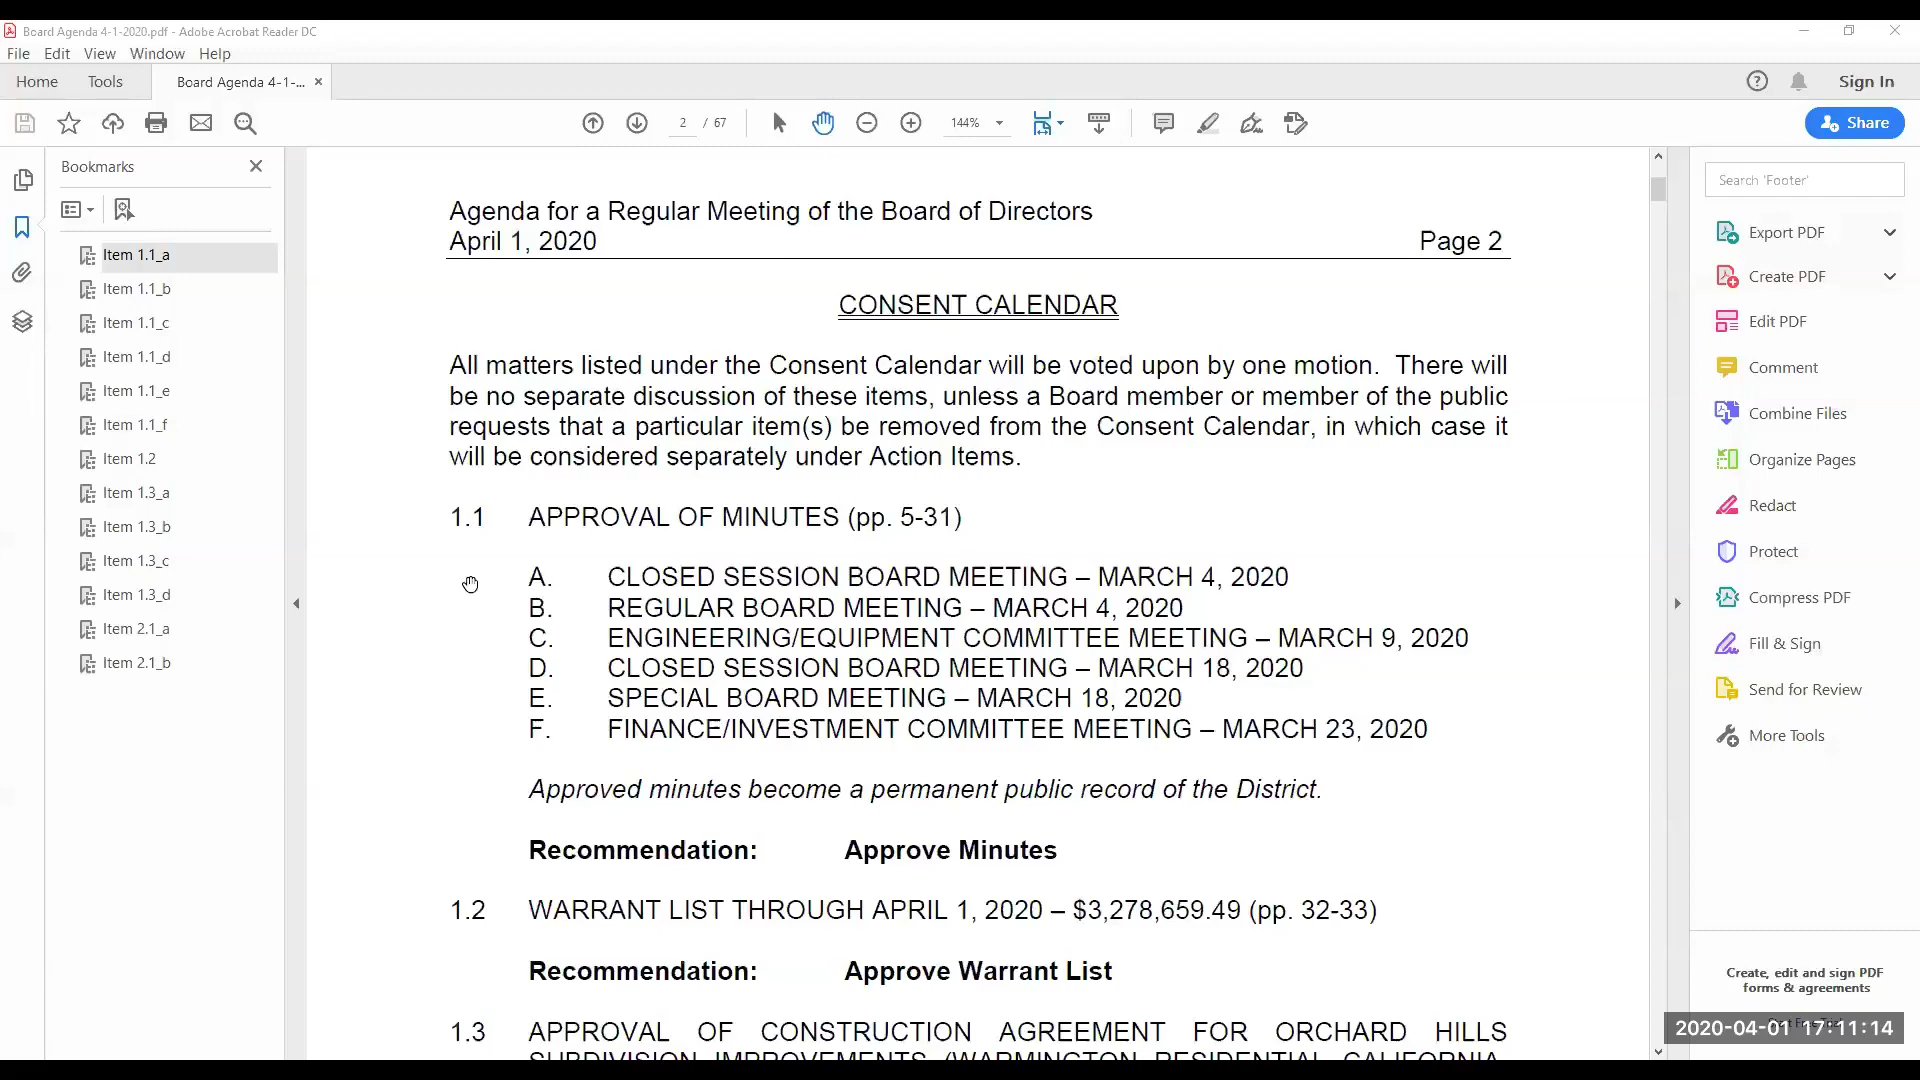 Board Agenda 4-1-2020.pdf - Adobe Acrobat Reader DC
File Edit View Window Help
Home Tools Board Agenda 4-1-... × Sign In
2 / 67 144% Share
Bookmarks
Item 1.1_a
Item 1.1_b
Item 1.1_c
Item 1.1_d
Item 1.1_e
Item 1.1_f
Item 1.2
Item 1.3_a
Item 1.3_b
Item 1.3_c
Item 1.3_d
Item 2.1_a
Item 2.1_b
Agenda for a Regular Meeting of the Board of Directors
April 1, 2020 Page 2
CONSENT CALENDAR
All matters listed under the Consent Calendar will be voted upon by one motion. There will
be no separate discussion of these items, unless a Board member or member of the public
requests that a particular item(s) be removed from the Consent Calendar, in which case it
will be considered separately under Action Items.
1.1 APPROVAL OF MINUTES (pp. 5-31)
A. CLOSED SESSION BOARD MEETING – MARCH 4, 2020
B. REGULAR BOARD MEETING – MARCH 4, 2020
C. ENGINEERING/EQUIPMENT COMMITTEE MEETING – MARCH 9, 2020
D. CLOSED SESSION BOARD MEETING – MARCH 18, 2020
E. SPECIAL BOARD MEETING – MARCH 18, 2020
F. FINANCE/INVESTMENT COMMITTEE MEETING – MARCH 23, 2020
Approved minutes become a permanent public record of the District.
Recommendation: Approve Minutes
1.2 WARRANT LIST THROUGH APRIL 1, 2020 – $3,278,659.49 (pp. 32-33)
Recommendation: Approve Warrant List
1.3 APPROVAL OF CONSTRUCTION AGREEMENT FOR ORCHARD HILLS
SUBDIVISION IMPROVEMENTS (WARMINGTON RESIDENTIAL CALIFORNIA,
Search 'Footer'
Export PDF
Create PDF
Edit PDF
Comment
Combine Files
Organize Pages
Redact
Protect
Compress PDF
Fill & Sign
Send for Review
More Tools
Create, edit and sign PDF
forms & agreements
2020-04-01 17:11:14